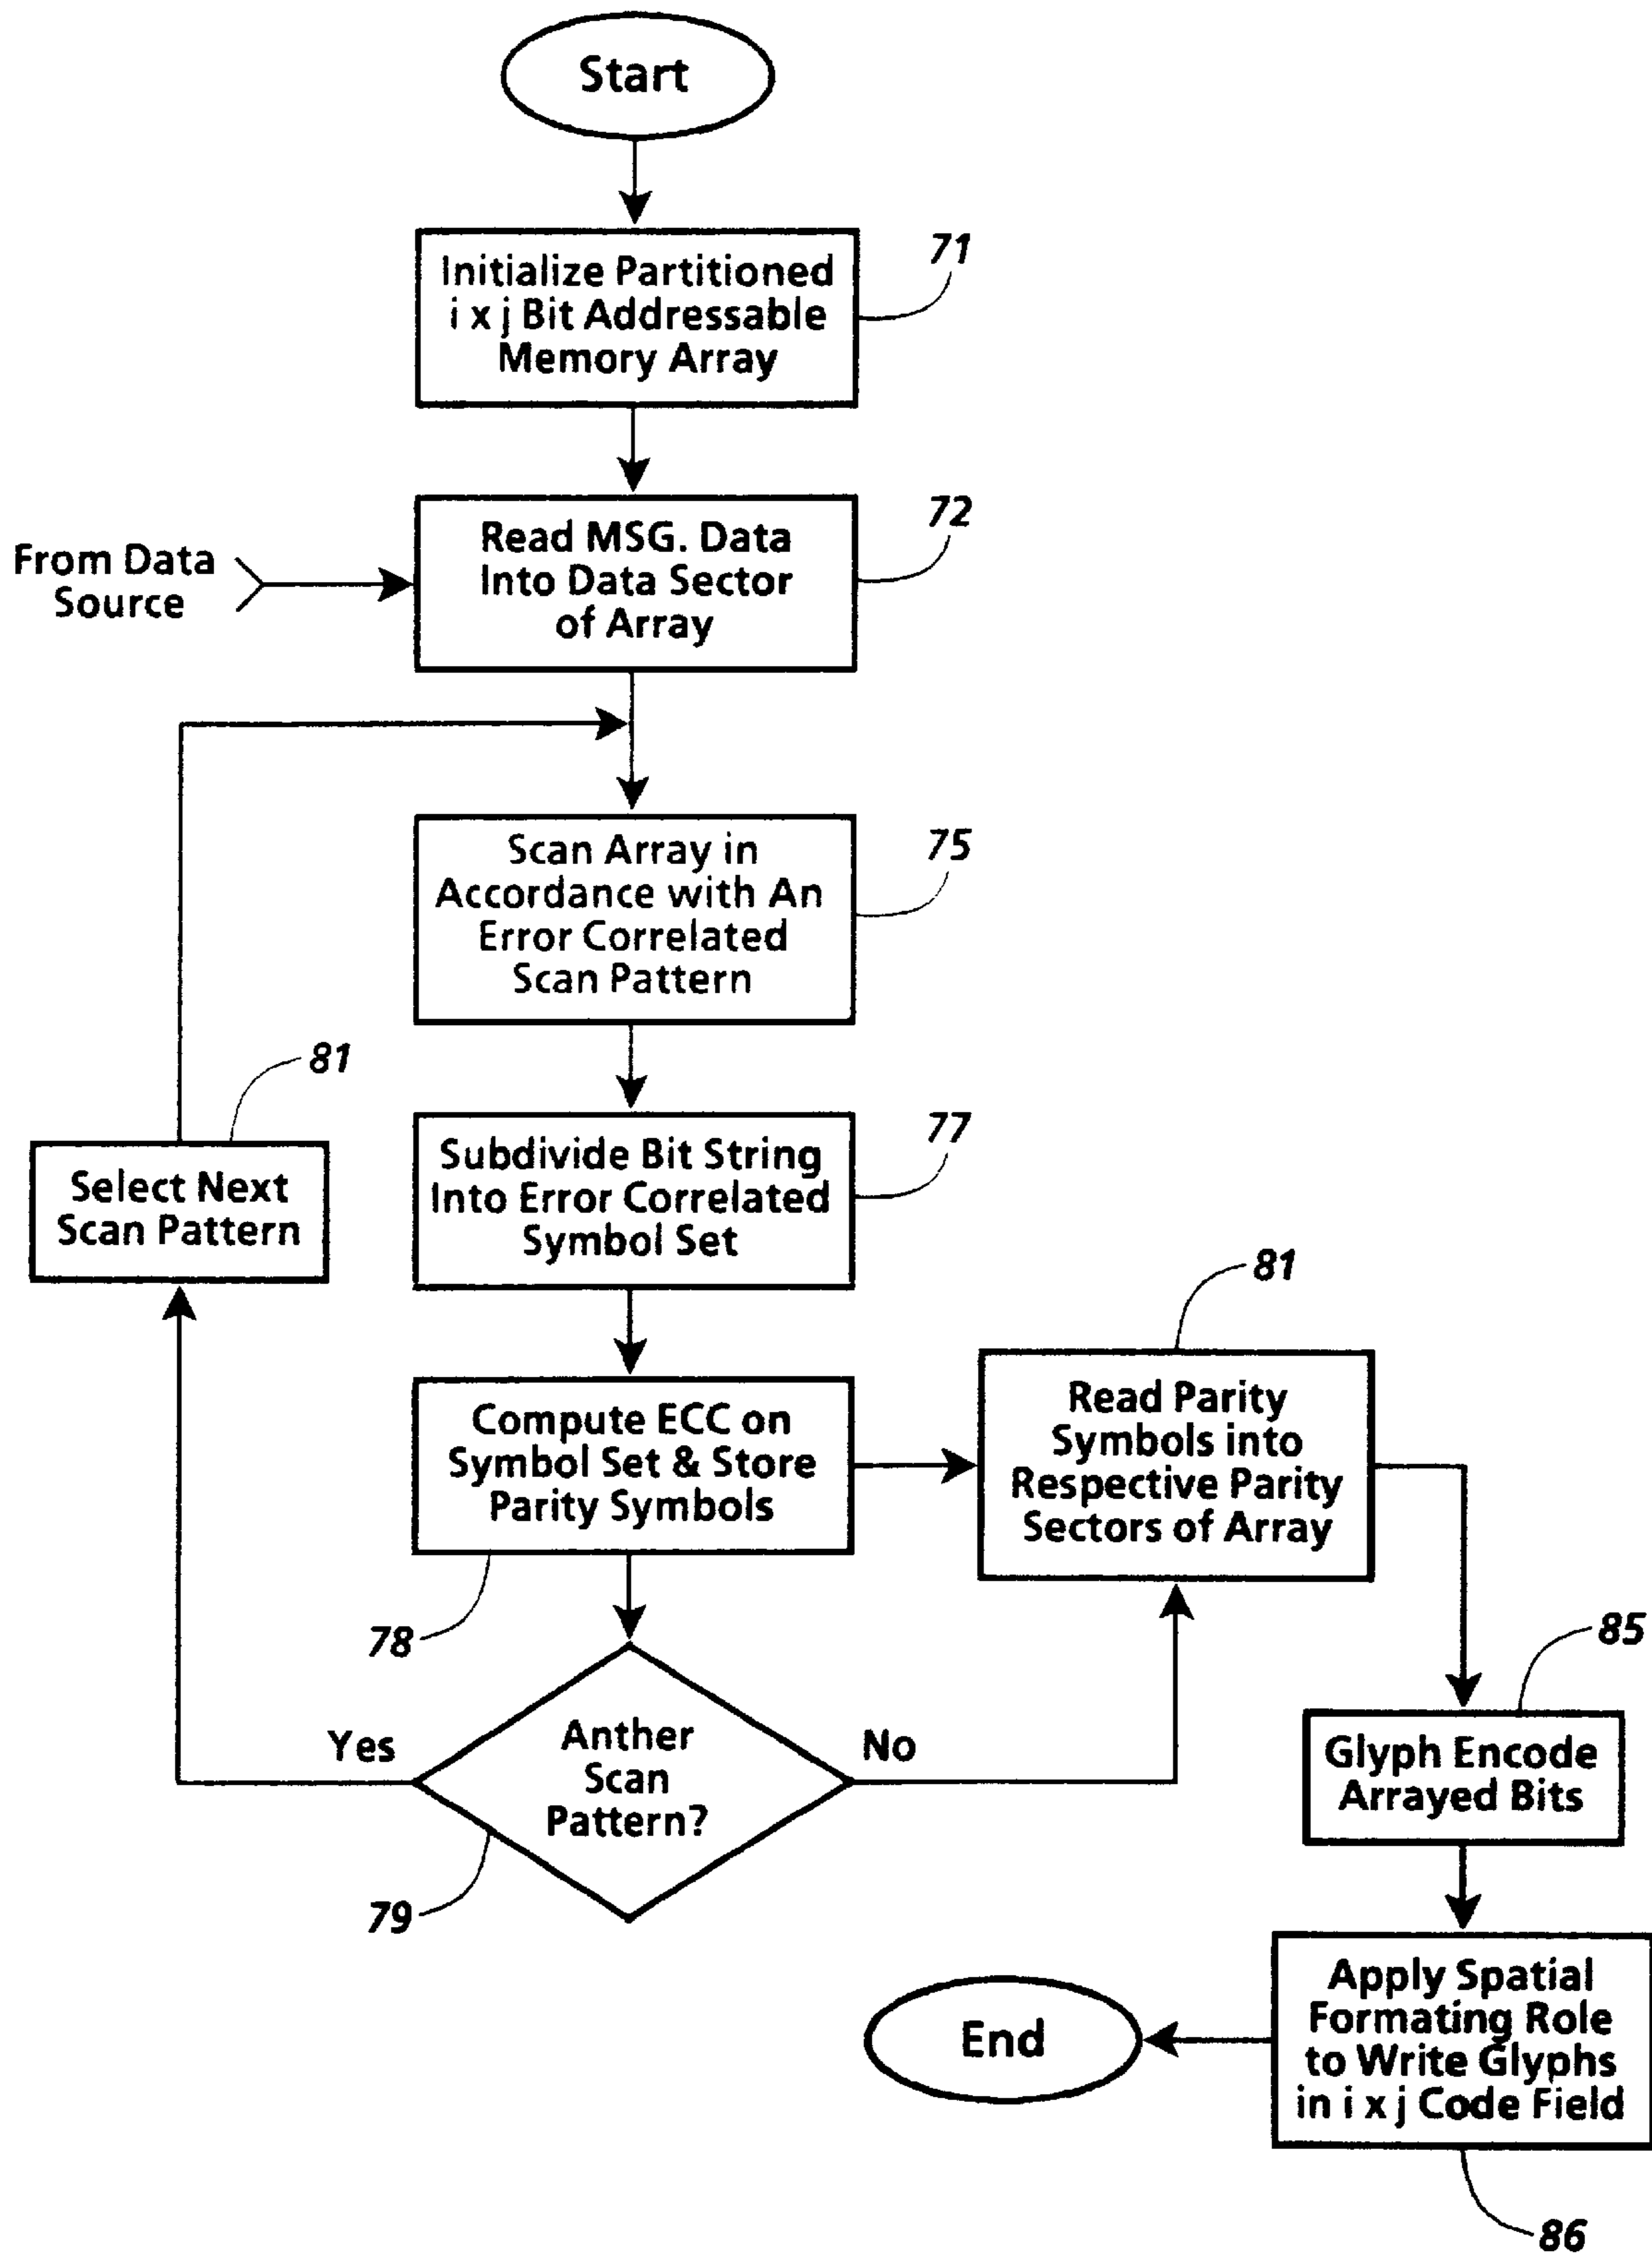 Start
71
Initialize Partitioned
i x j Bit Addressable
Memory Array
72
Read MSG. Data
Into Data Sector
of Array
From Data
Source
75
Scan Array in
Accordance with An
Error Correlated
Scan Pattern
81
Select Next
Scan Pattern
77
Subdivide Bit String
Into Error Correlated
Symbol Set
81
Compute ECC on
Symbol Set & Store
Parity Symbols
Read Parity
Symbols into
Respective Parity
Sectors of Array
78
Yes
Anther
Scan
Pattern?
No
79
85
Glyph Encode
Arrayed Bits
Apply Spatial
Formating Role
to Write Glyphs
in i x j Code Field
End
86